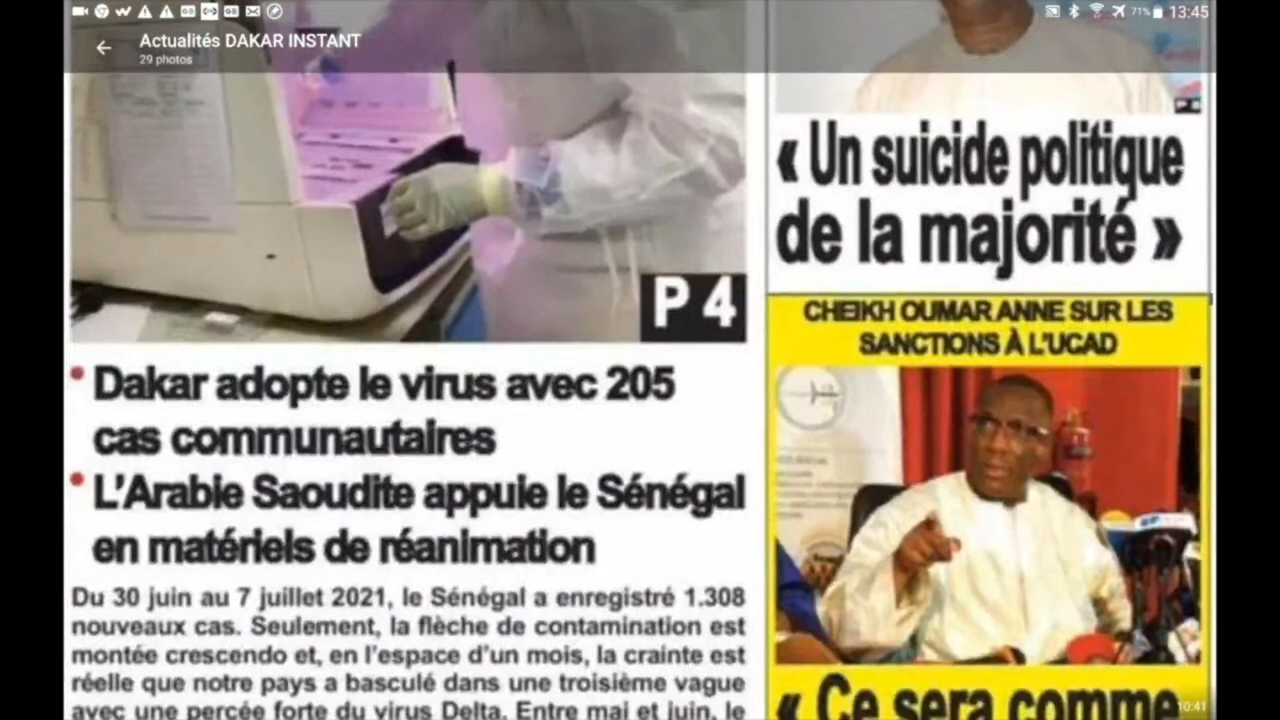 71% 13:45
Actualités DAKAR INSTANT
29 photos
P 4
• Dakar adopte le virus avec 205
cas communautaires
• L'Arabie Saoudite appuie le Sénégal
en matériels de réanimation
Du 30 juin au 7 juillet 2021, le Sénégal a enregistré 1.308
nouveaux cas. Seulement, la flèche de contamination est
montée crescendo et, en l'espace d'un mois, la crainte est
réelle que notre pays a basculé dans une troisième vague
avec une percée forte du virus Delta. Entre mai et juin, le
« Un suicide politique
de la majorité »
CHEIKH OUMAR ANNE SUR LES
SANCTIONS À L'UCAD
« Ce sera comme
10:41